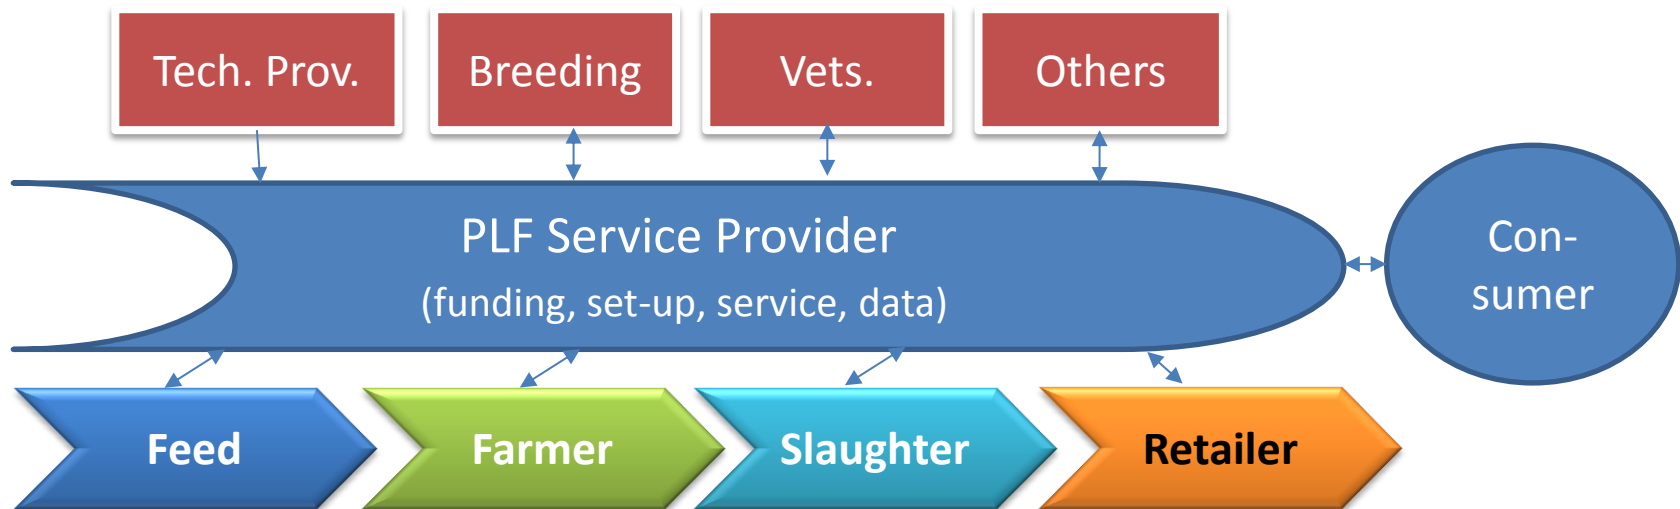 Tech. Prov.
Breeding
Vets.
Others
PLF Service Provider
(funding, set-up, service, data)
Con-
sumer
Feed
Farmer
Slaughter
Retailer